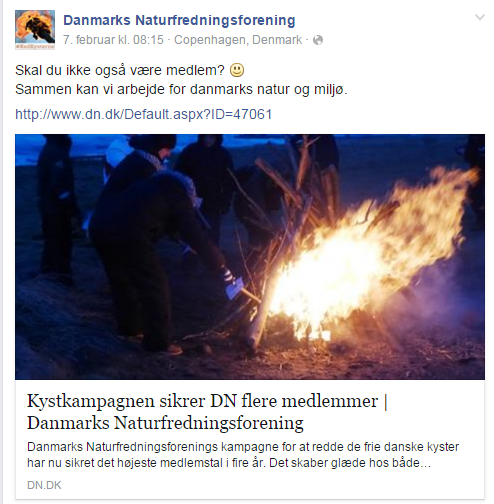 Danmarks Naturfredningsforening
7. februar kl. 08:15 · Copenhagen, Denmark ·
Skal du ikke også være medlem?
Sammen kan vi arbejde for danmarks natur og miljø.
http://www.dn.dk/Default.aspx?ID=47061
Kystkampagnen sikrer DN flere medlemmer |
Danmarks Naturfredningsforening
Danmarks Naturfredningsforenings kampagne for at redde de frie danske kyster
har nu sikret det højeste medlemstal i fire år. Det skaber glæde hos både…
DN.DK